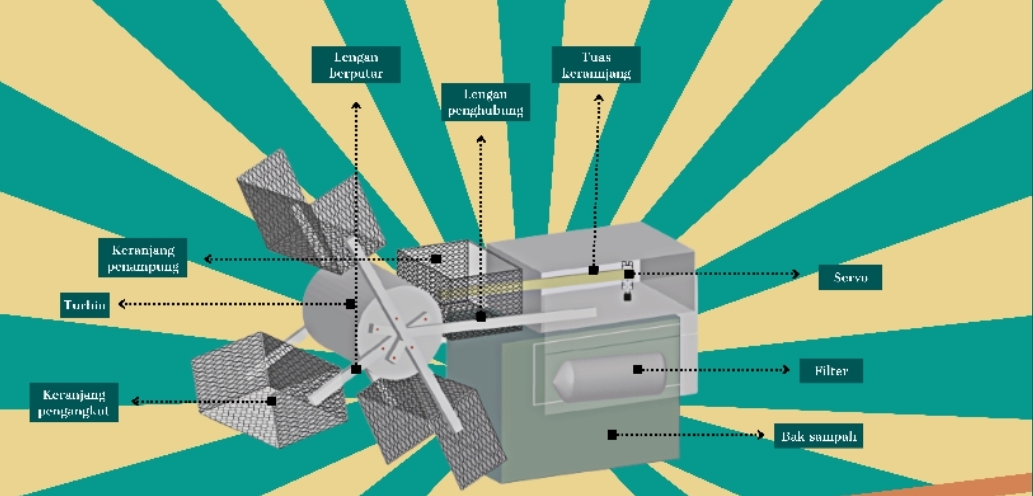 Lengan
berputar
Tuas
keranjang
Lengan
penghubung
Keranjang
penampung
Servo
Turbin
Filter
Keranjang
pengangkut
Bak sampah